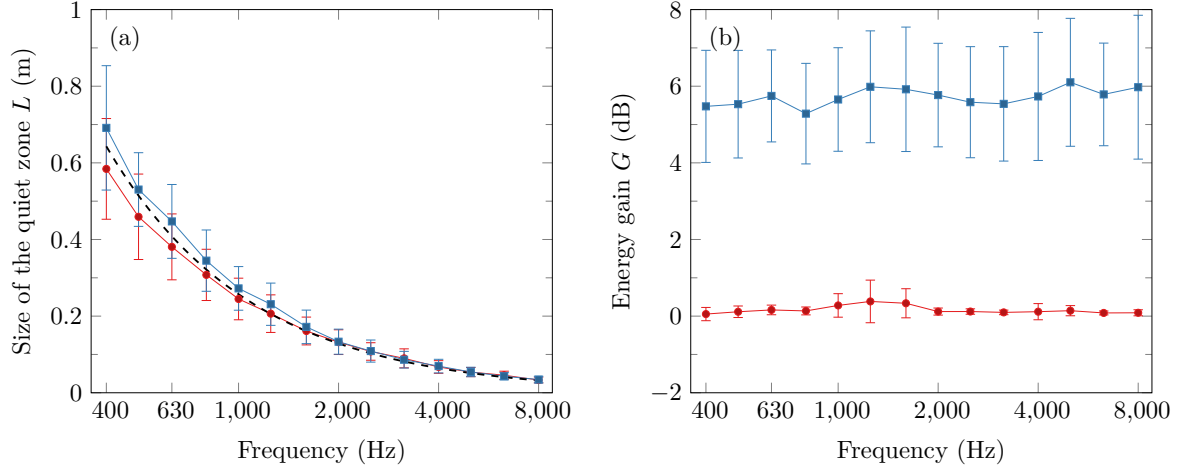 (a)
Size of the quiet zone L (m)
1
0.8
0.6
0.4
0.2
0
400 630 1,000 2,000 4,000 8,000
Frequency (Hz)
(b)
Energy gain G (dB)
8
6
4
2
0
−2
400 630 1,000 2,000 4,000 8,000
Frequency (Hz)